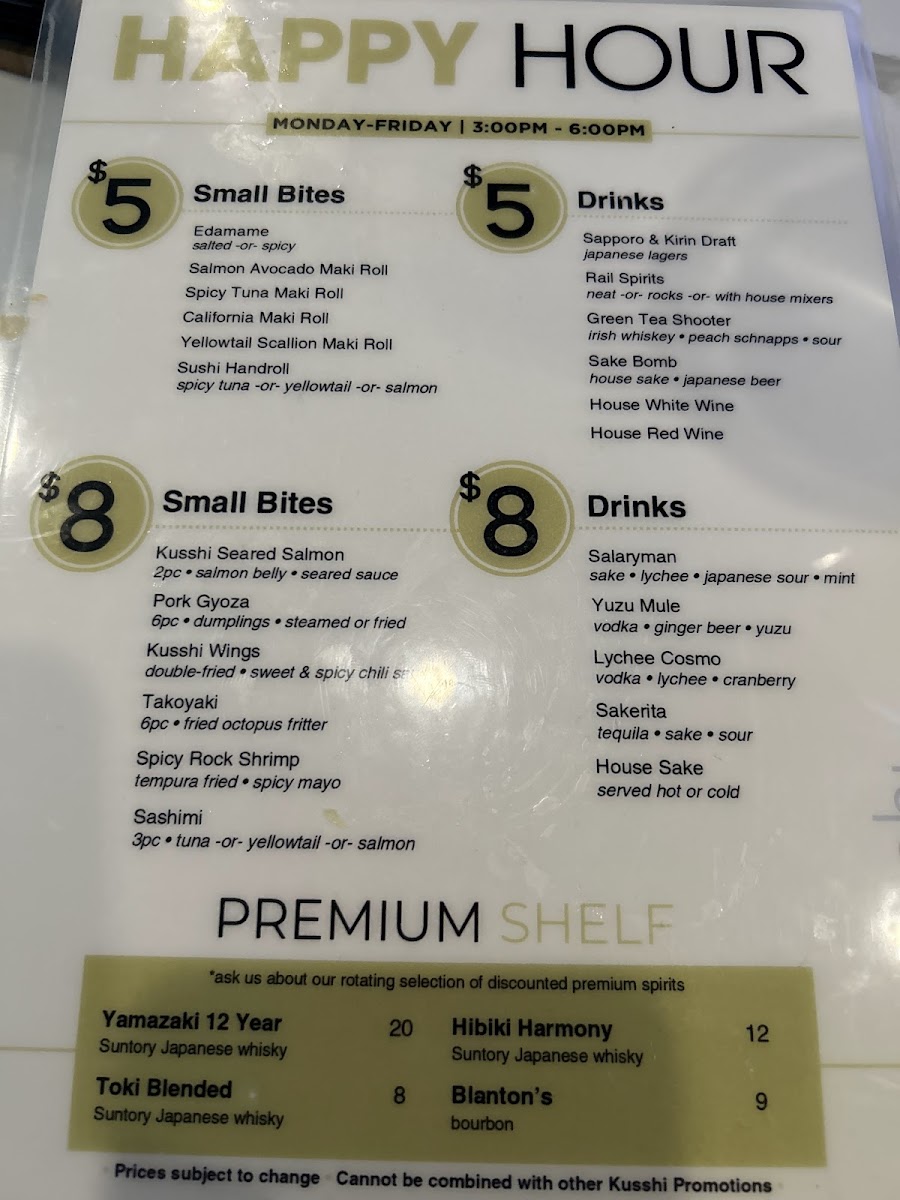 HAPPY HOUR
MONDAY-FRIDAY | 3:00PM - 6:00PM
$5 Small Bites
Edamame
salted -or- spicy
Salmon Avocado Maki Roll
Spicy Tuna Maki Roll
California Maki Roll
Yellowtail Scallion Maki Roll
Sushi Handroll
spicy tuna -or- yellowtail -or- salmon
$5 Drinks
Sapporo & Kirin Draft
japanese lagers
Rail Spirits
neat -or- rocks -or- with house mixers
Green Tea Shooter
irish whiskey • peach schnapps • sour
Sake Bomb
house sake • japanese beer
House White Wine
House Red Wine
$8 Small Bites
Kusshi Seared Salmon
2pc • salmon belly • seared sauce
Pork Gyoza
6pc • dumplings • steamed or fried
Kusshi Wings
double-fried • sweet & spicy chili
Takoyaki
6pc • fried octopus fritter
Spicy Rock Shrimp
tempura fried • spicy mayo
Sashimi
3pc • tuna -or- yellowtail -or- salmon
$8 Drinks
Salaryman
sake • lychee • japanese sour • mint
Yuzu Mule
vodka • ginger beer • yuzu
Lychee Cosmo
vodka • lychee • cranberry
Sakerita
tequila • sake • sour
House Sake
served hot or cold
PREMIUM SHELF
*ask us about our rotating selection of discounted premium spirits
Yamazaki 12 Year 20
Suntory Japanese whisky
Toki Blended 8
Suntory Japanese whisky
Hibiki Harmony 12
Suntory Japanese whisky
Blanton's 9
bourbon
Prices subject to change Cannot be combined with other Kusshi Promotions